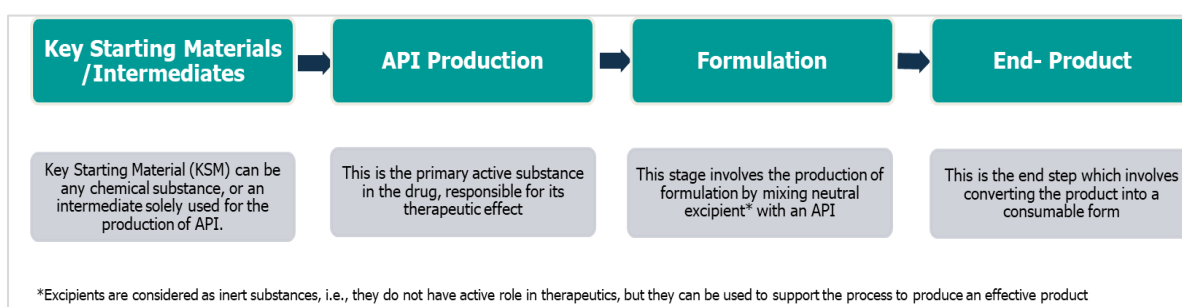 Key Starting Materials
/Intermediates
API Production
Formulation
End- Product
Key Starting Material (KSM) can be
any chemical substance, or an
intermediate solely used for the
production of API.
This is the primary active substance
in the drug, responsible for its
therapeutic effect
This stage involves the production of
formulation by mixing neutral
excipient* with an API
This is the end step which involves
converting the product into a
consumable form
*Excipients are considered as inert substances, i.e., they do not have active role in therapeutics, but they can be used to support the process to produce an effective product